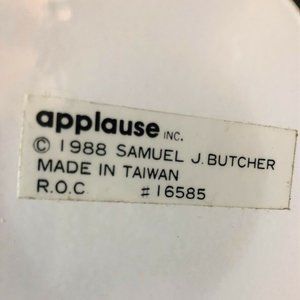 applause INC.
© 1988 SAMUEL J. BUTCHER
MADE IN TAIWAN
R.O.C. #16585